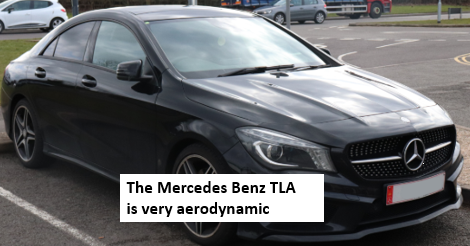 The Mercedes Benz TLA
is very aerodynamic